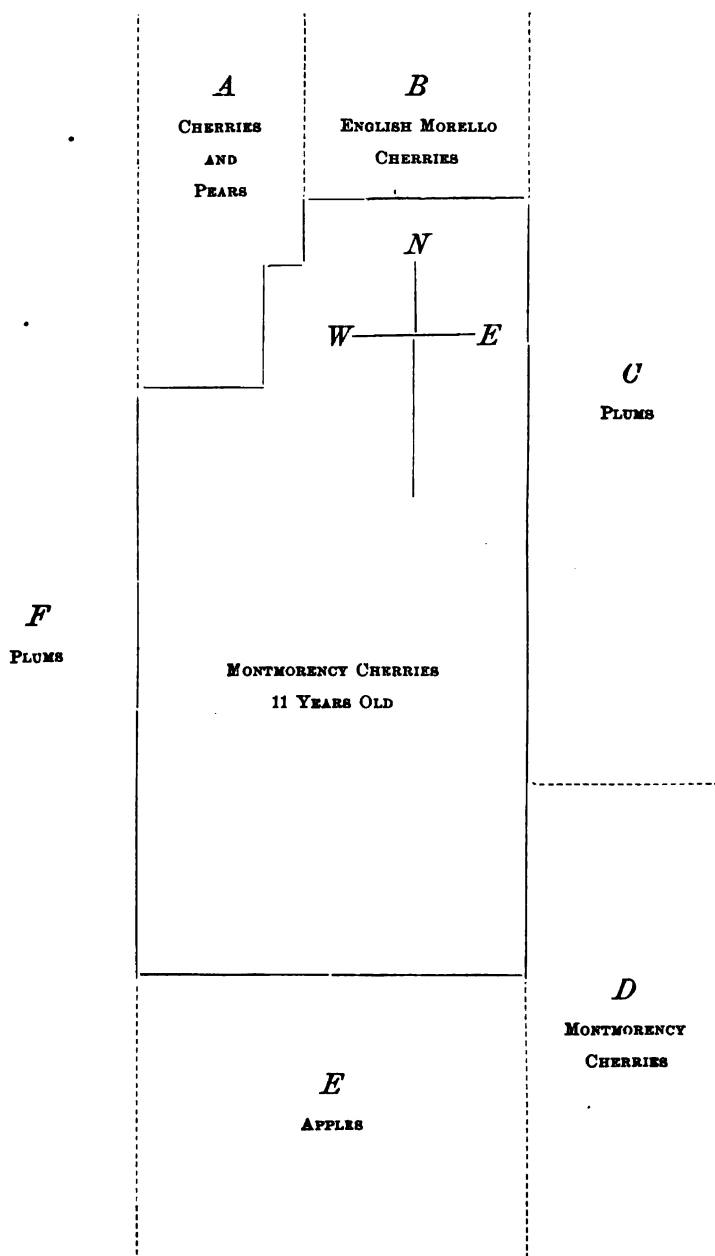 A
CHERRIES
AND
PEARS
B
ENGLISH MORELLO
CHERRIES
N
W
E
C
PLUMS
F
PLUMS
MONTMORENCY CHERRIES
11 YEARS OLD
D
MONTMORENCY
CHERRIES
E
APPLES